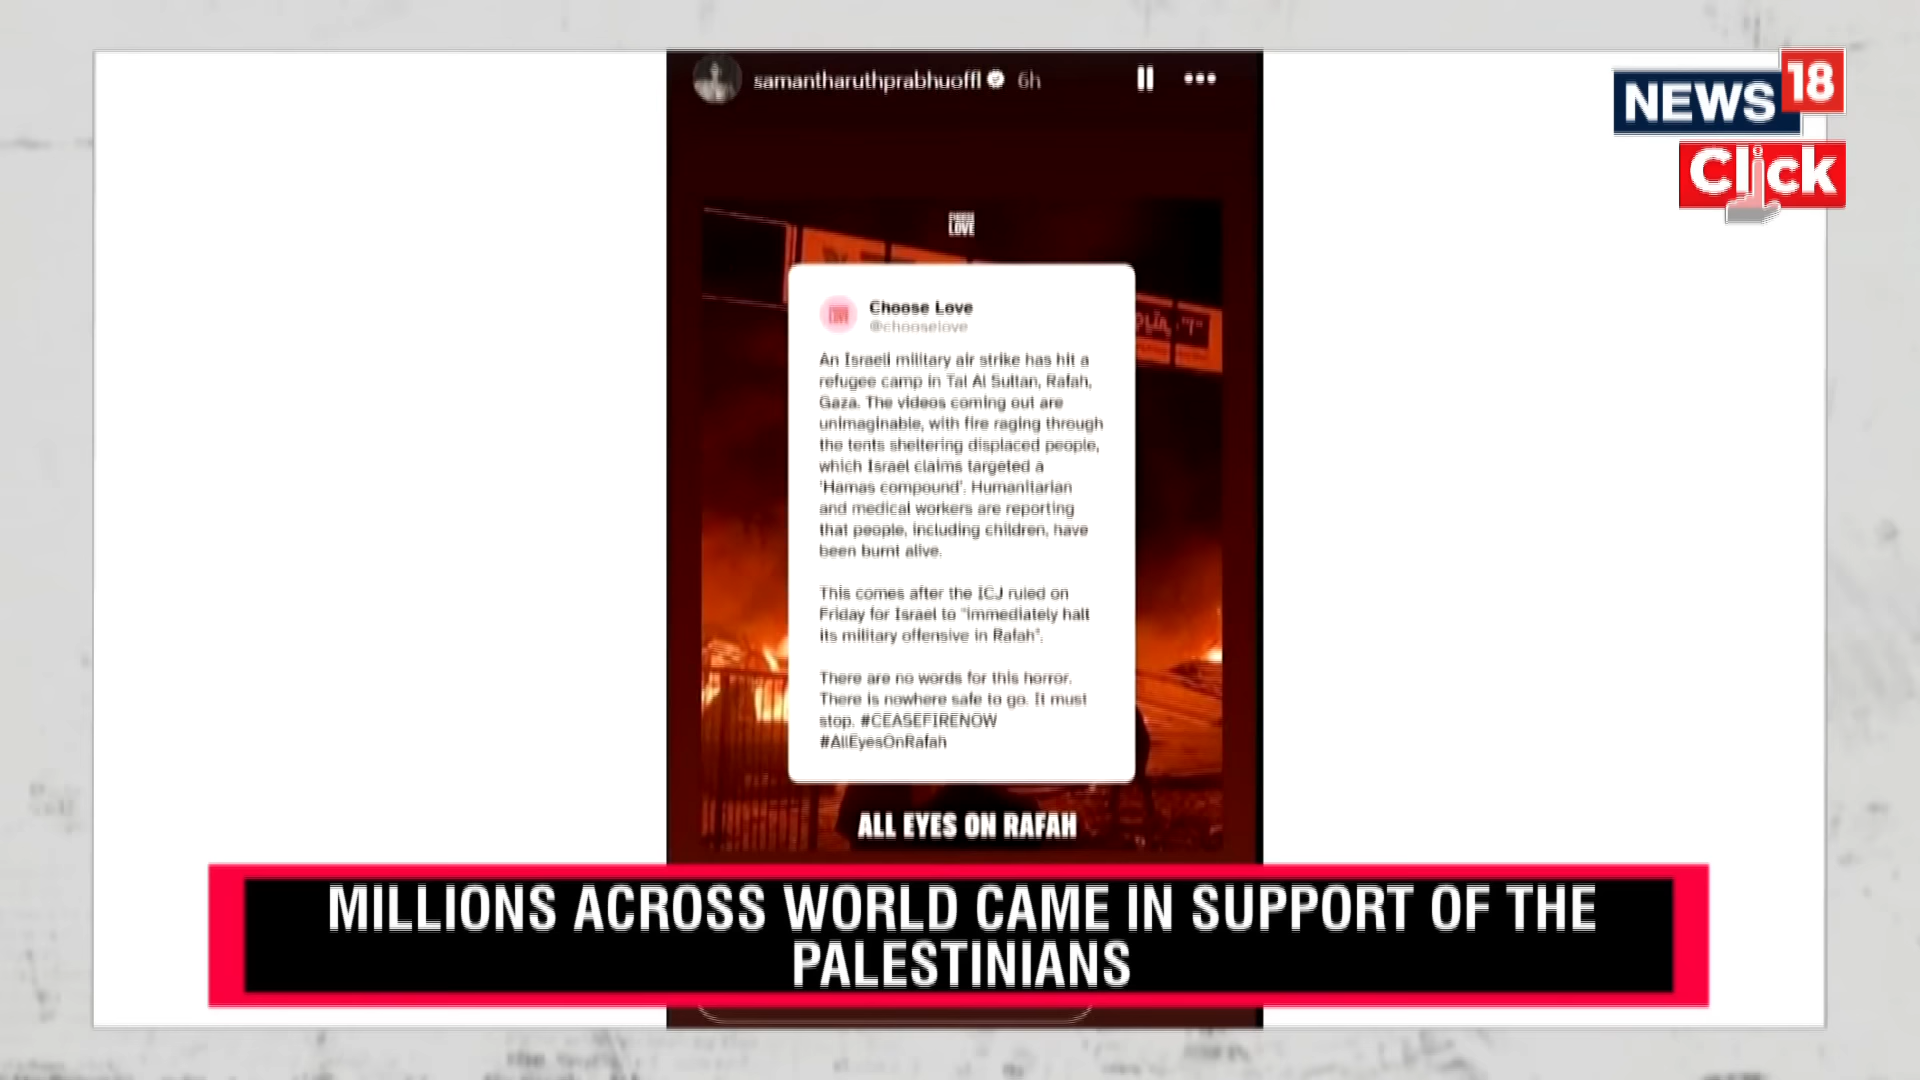 samantharuthprabhuoffl 6h
NEWS 18
Click
LOVE
Choose Love
@chooselove
An Israeli military air strike has hit a
refugee camp in Tal Al Sultan, Rafah,
Gaza. The videos coming out are
unimaginable, with fire raging through
the tents sheltering displaced people,
which Israel claims targeted a
'Hamas compound'. Humanitarian
and medical workers are reporting
that people, including children, have
been burnt alive.
This comes after the ICJ ruled on
Friday for Israel to "immediately halt
its military offensive in Rafah".
There are no words for this horror.
There is nowhere safe to go. It must
stop. #CEASEFIRENOW
#AllEyesOnRafah
ALL EYES ON RAFAH
MILLIONS ACROSS WORLD CAME IN SUPPORT OF THE
PALESTINIANS